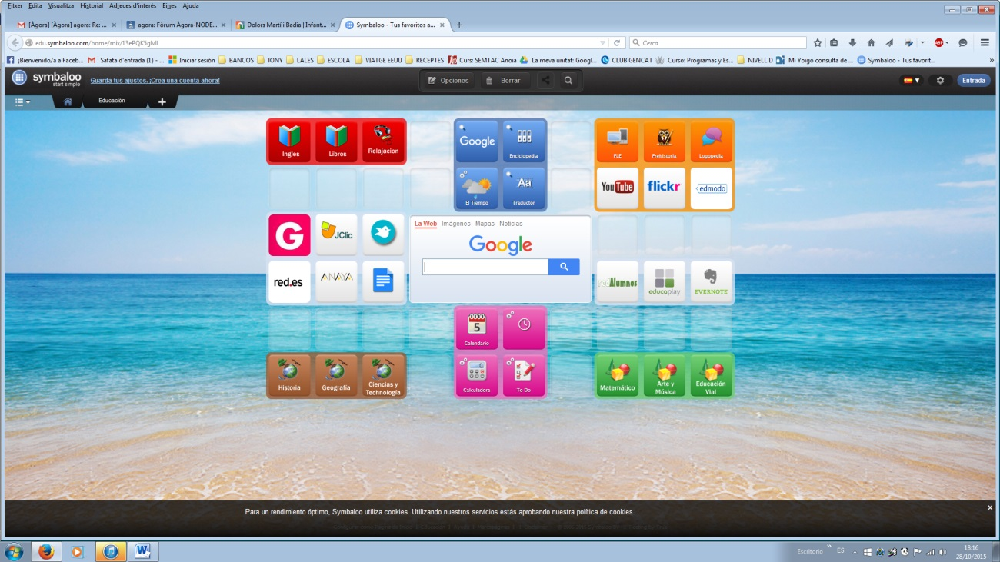 Fitxer Edita Visualitza Historial Adreces d'interès Eines Ajuda
[Àgora] [Àgora] agora: Re: ... × agora: Fòrum Àgora-NODE... × Dolors Martí i Badia | Infant... × Symbaloo - Tus favoritos a... × +
edu.symbaloo.com/home/mix/13ePQK5gML Cerca
¡Bienvenido/a a Faceb... Safata d'entrada (1) - ... Iniciar sesión BANCOS JONY LALES ESCOLA VIATGE EEUU RECEPTES Curs: SEMTAC Anoia La meva unitat: Googl... CLUB GENCAT Curso: Programas y Es... NIVELL D Mi Yoigo consulta de ... Symbaloo - Tus favorit... »
symbaloo Guarda tus ajustes. ¡Crea una cuenta ahora! Opciones Borrar Entrada
start simple
Educación +
Google
Ingles Libros Relajacion Enciclopedia PLE Prehistoria Logopedia
Aa You Tube flickr edmodo
El Tiempo Traductor
La Web Imágenes Mapas Noticias
G JClic Google
red.es ANAYA redAlumnos educaplay EVERNOTE
5
Calendario
Historia Geografía Ciencias y Tecnología Calculadora To Do Matemático Arte y Música Educación Vial
Para un rendimiento óptimo, Symbaloo utiliza cookies. Utilizando nuestros servicios estás aprobando nuestra política de cookies. x
Escritorio » ES 18:16
28/10/2015